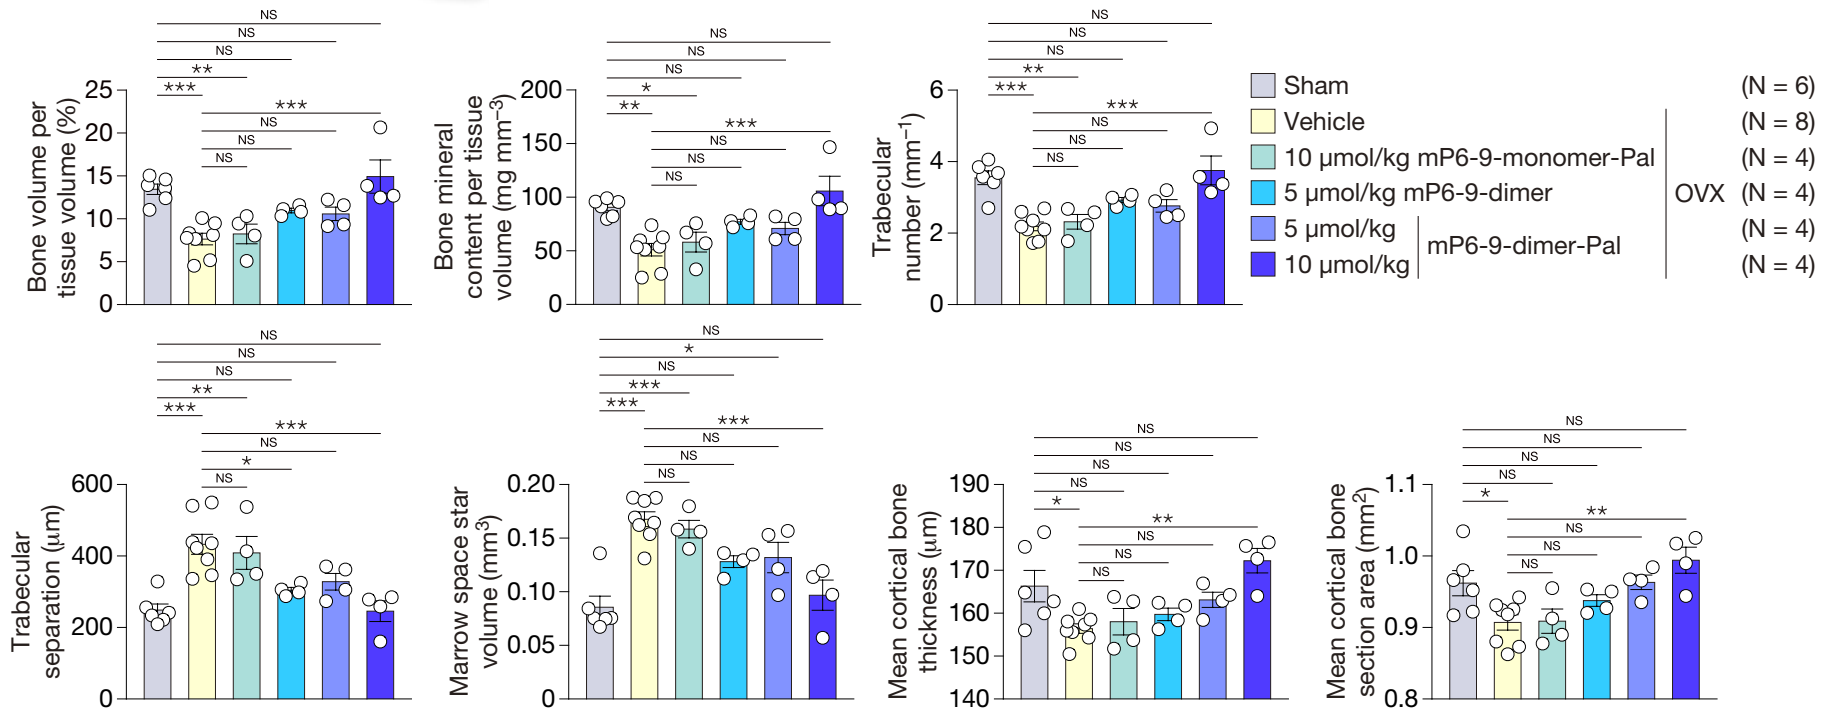 NS
NS
NS
**
***
***
NS
NS
NS
Bone volume per
tissue volume (%)
25
20
15
10
5
0
NS
NS
NS
*
**
***
NS
NS
NS
Bone mineral
content per tissue
volume (mg mm⁻³)
200
150
100
50
0
NS
NS
NS
**
***
***
NS
NS
NS
Trabecular
number (mm⁻¹)
6
4
2
0
Sham (N = 6)
Vehicle (N = 8)
10 µmol/kg mP6-9-monomer-Pal (N = 4)
5 µmol/kg mP6-9-dimer OVX (N = 4)
5 µmol/kg (N = 4)
mP6-9-dimer-Pal
10 µmol/kg (N = 4)
NS
NS
NS
**
***
***
NS
*
NS
Trabecular
separation (µm)
600
400
200
0
NS
*
NS
***
***
***
NS
NS
NS
Marrow space star
volume (mm³)
0.20
0.15
0.10
0.05
0
NS
NS
NS
NS
*
**
NS
NS
NS
Mean cortical bone
thickness (µm)
190
180
170
160
150
140
NS
NS
NS
NS
*
**
NS
NS
NS
Mean cortical bone
section area (mm²)
1.1
1.0
0.9
0.8